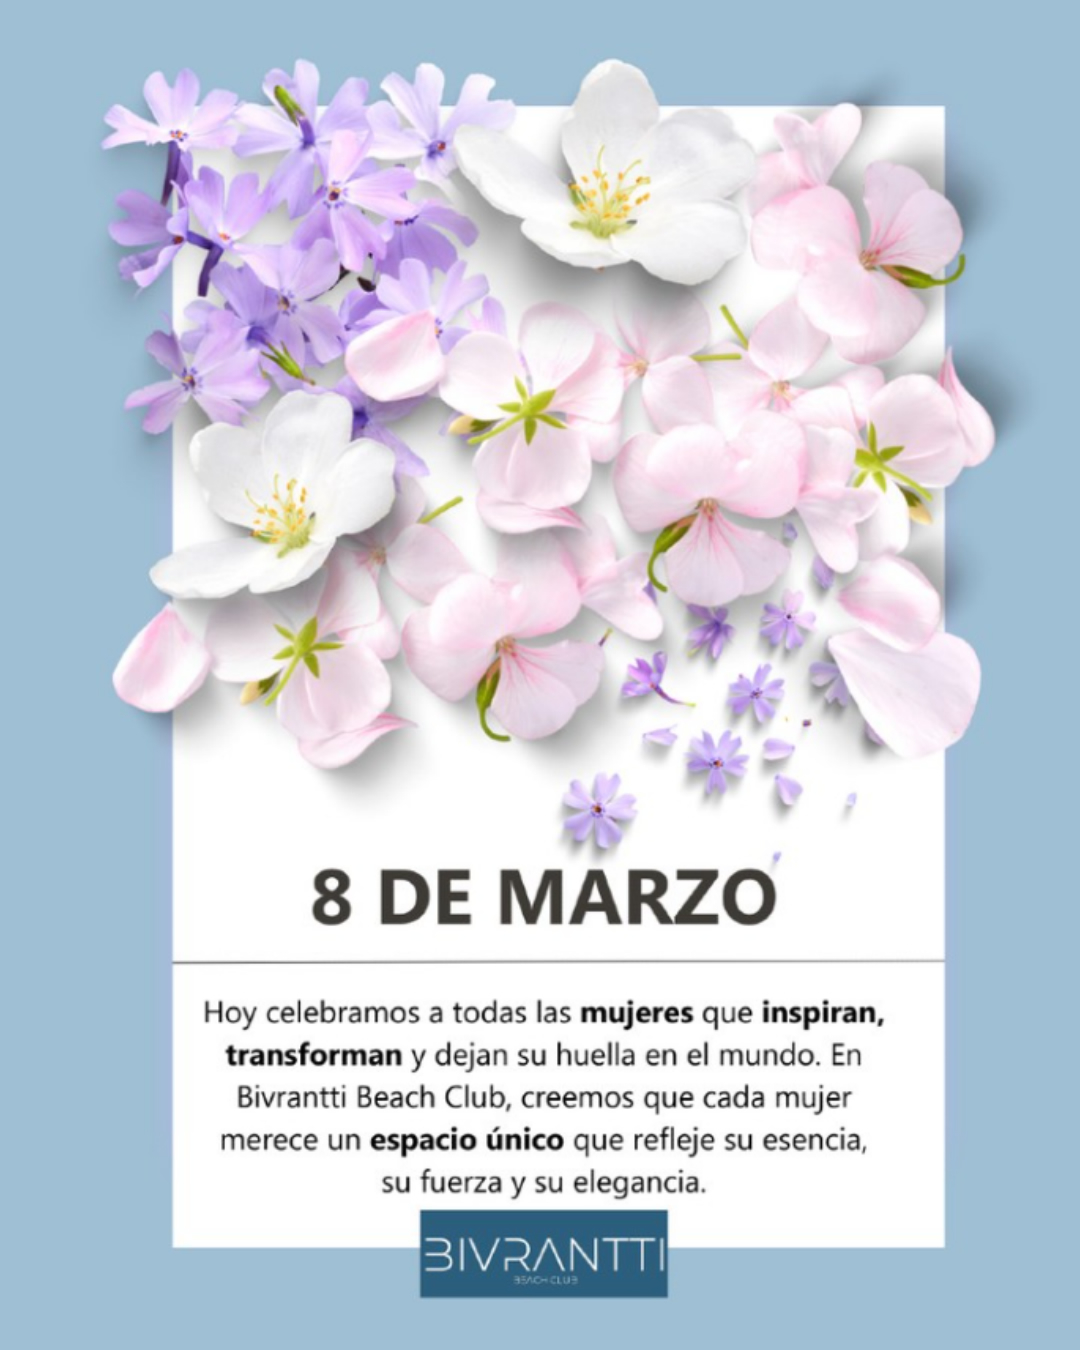 8 DE MARZO
Hoy celebramos a todas las mujeres que inspiran,
transforman y dejan su huella en el mundo. En
Bivrantti Beach Club, creemos que cada mujer
merece un espacio único que refleje su esencia,
su fuerza y su elegancia.
BIVRANTTI
BEACH CLUB